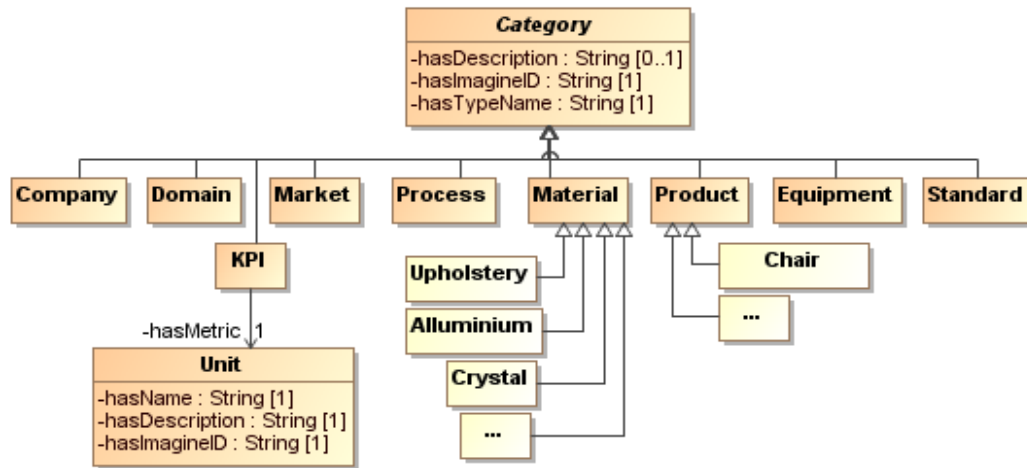 Category
-hasDescription : String [0..1]
-hasImagineID : String [1]
-hasTypeName : String [1]
Company Domain Market Process Material Product Equipment Standard
KPI
Upholstery
Chair
Alluminium
...
-hasMetric 1
Unit
-hasName : String [1]
-hasDescription : String [1]
-hasImagineID : String [1]
Crystal
...